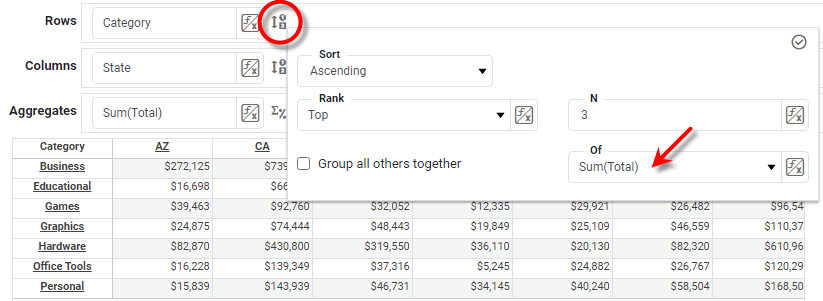 Rows Category
Sort
Ascending
Columns State
Rank
Top
N
3
Aggregates Sum(Total)
Group all others together
Of
Sum(Total)
Category AZ CA
Business $272,125 $739
Educational $16,698 $66
Games $39,463 $92,760 $32,052 $12,335 $29,921 $26,482 $96,54
Graphics $24,875 $74,444 $48,443 $19,849 $25,109 $46,559 $110,37
Hardware $82,870 $430,800 $319,550 $36,110 $20,130 $82,320 $610,96
Office Tools $16,228 $139,349 $37,316 $5,245 $24,882 $26,767 $120,29
Personal $15,839 $143,939 $46,731 $34,145 $40,240 $58,504 $168,50